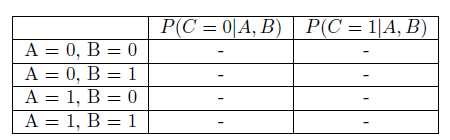 P(C = 0|A, B) P(C = 1|A, B)
A = 0, B = 0 - -
A = 0, B = 1 - -
A = 1, B = 0 - -
A = 1, B = 1 - -